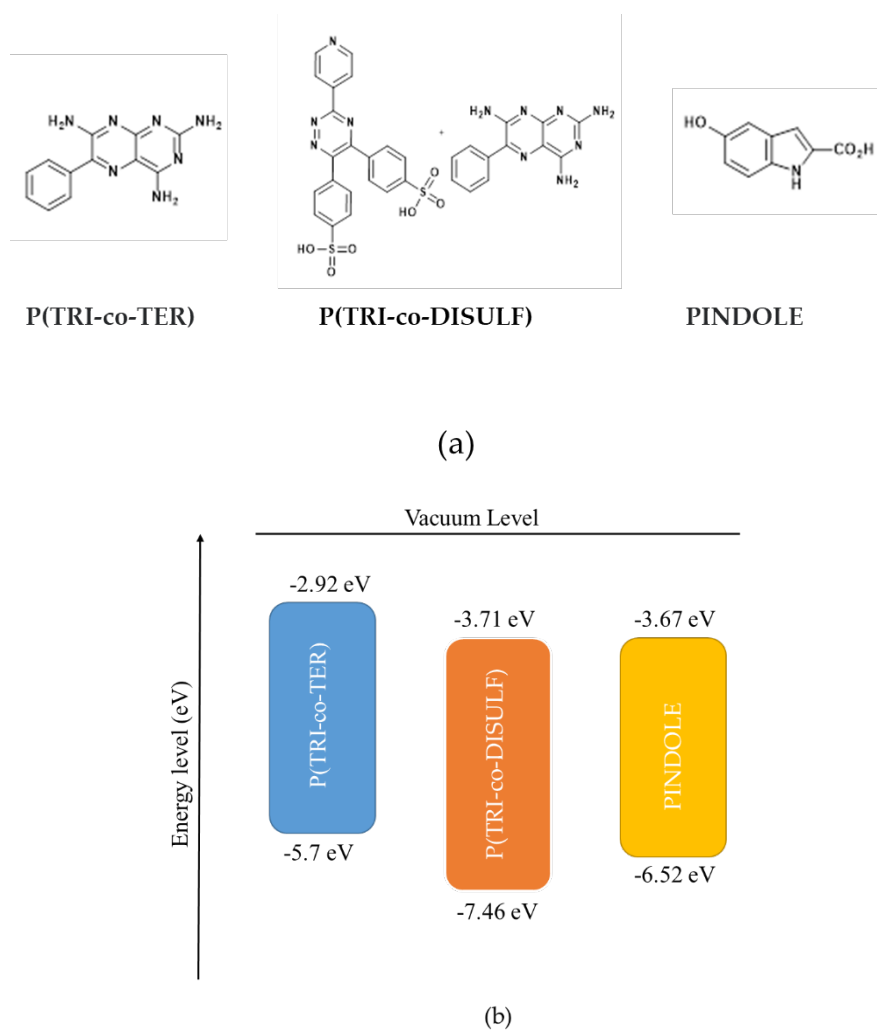 N
H₂N N N NH₂
N N
NH₂
N
N N
N
S O
HO O
HO S O
O
+
H₂N N N NH₂
N N
NH₂
HO
CO₂H
N
H
P(TRI-co-TER) P(TRI-co-DISULF) PINDOLE
(a)
Vacuum Level
Energy level (eV)
-2.92 eV -3.71 eV -3.67 eV
P(TRI-co-TER)
P(TRI-co-DISULF)
PINDOLE
-5.7 eV
-7.46 eV
-6.52 eV
(b)